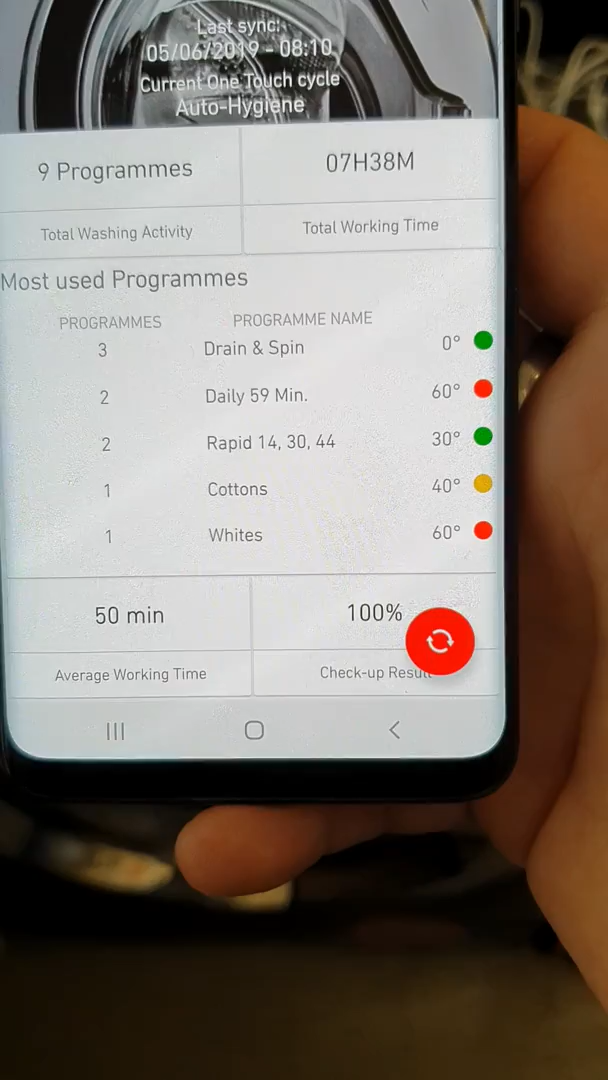 Last sync:
05/06/2019 - 08:10
Current One Touch cycle
Auto-Hygiene
9 Programmes
07H38M
Total Washing Activity
Total Working Time
Most used Programmes
PROGRAMMES PROGRAMME NAME
3 Drain & Spin 0°
2 Daily 59 Min. 60°
2 Rapid 14, 30, 44 30°
1 Cottons 40°
1 Whites 60°
50 min
100%
Average Working Time
Check-up Result